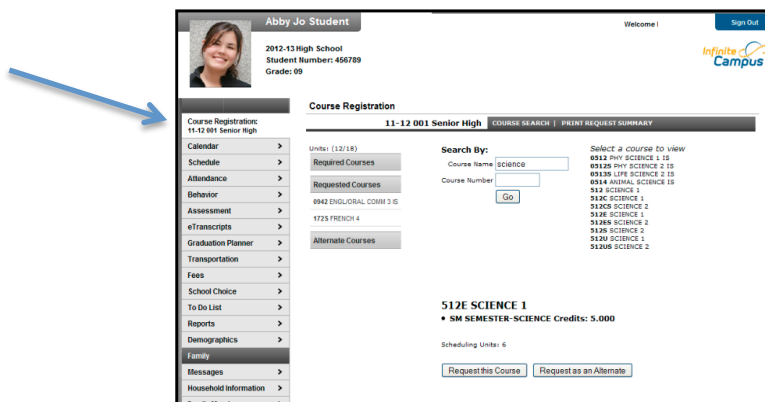 Abby Jo Student
Welcome
Sign Out
2012-13 High School
Student Number: 456789
Grade: 09
Infinite
Campus
Course Registration
Course Registration:
11-12 001 Senior High
11-12 001 Senior High COURSE SEARCH | PRINT REQUEST SUMMARY
Calendar >
Schedule >
Attendance >
Behavior >
Assessment >
eTranscripts >
Graduation Planner >
Transportation >
Fees >
School Choice >
To Do List >
Reports >
Demographics >
Family
Messages >
Household Information >
Units: (12/18)
Required Courses
Requested Courses
0942 ENGL/ORAL COMM 3 IS
172S FRENCH 4
Alternate Courses
Search By:
Course Name science
Course Number
Go
Select a course to view
0512 PHY SCIENCE 1 IS
0512S PHY SCIENCE 2 IS
0513S LIFE SCIENCE 2 IS
0514 ANIMAL SCIENCE IS
512 SCIENCE 1
512C SCIENCE 1
512CS SCIENCE 2
512E SCIENCE 1
512ES SCIENCE 2
512S SCIENCE 2
512U SCIENCE 1
512US SCIENCE 2
512E SCIENCE 1
• SM SEMESTER-SCIENCE Credits: 5.000
Scheduling Units: 6
Request this Course
Request as an Alternate